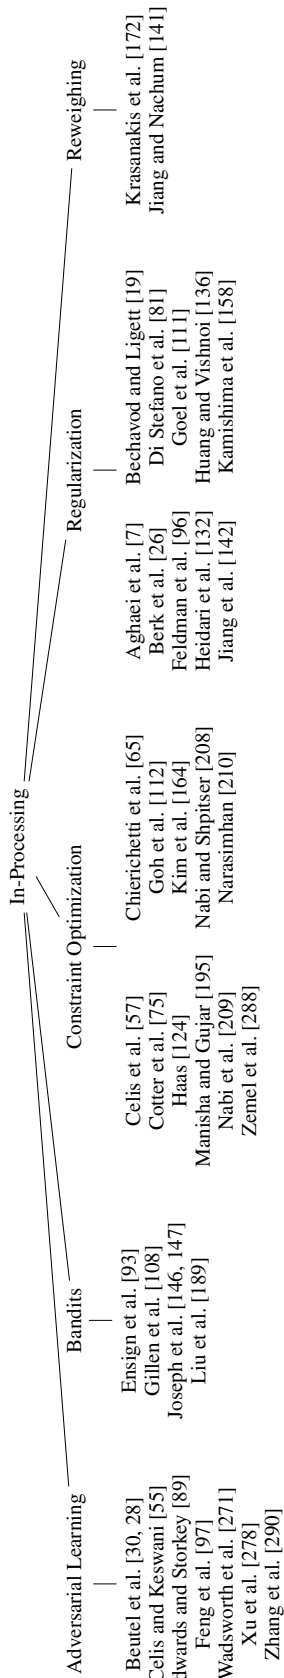 In-Processing
Adversarial Learning
Beutel et al. [30, 28]
Celis and Keswani [55]
dwards and Storkey [89]
Feng et al. [97]
Wadsworth et al. [271]
Xu et al. [278]
Zhang et al. [290]
Bandits
Ensign et al. [93]
Gillen et al. [108]
Joseph et al. [146, 147]
Liu et al. [189]
Constraint Optimization
Celis et al. [57]
Cotter et al. [75]
Haas [124]
Manisha and Gujar [195]
Nabi et al. [209]
Zemel et al. [288]
Chierichetti et al. [65]
Goh et al. [112]
Kim et al. [164]
Nabi and Shpitser [208]
Narasimhan [210]
Regularization
Aghaei et al. [7]
Berk et al. [26]
Feldman et al. [96]
Heidari et al. [132]
Jiang et al. [142]
Bechavod and Ligett [19]
Di Stefano et al. [81]
Goel et al. [111]
Huang and Vishnoi [136]
Kamishima et al. [158]
Reweighing
Krasanakis et al. [172]
Jiang and Nachum [141]